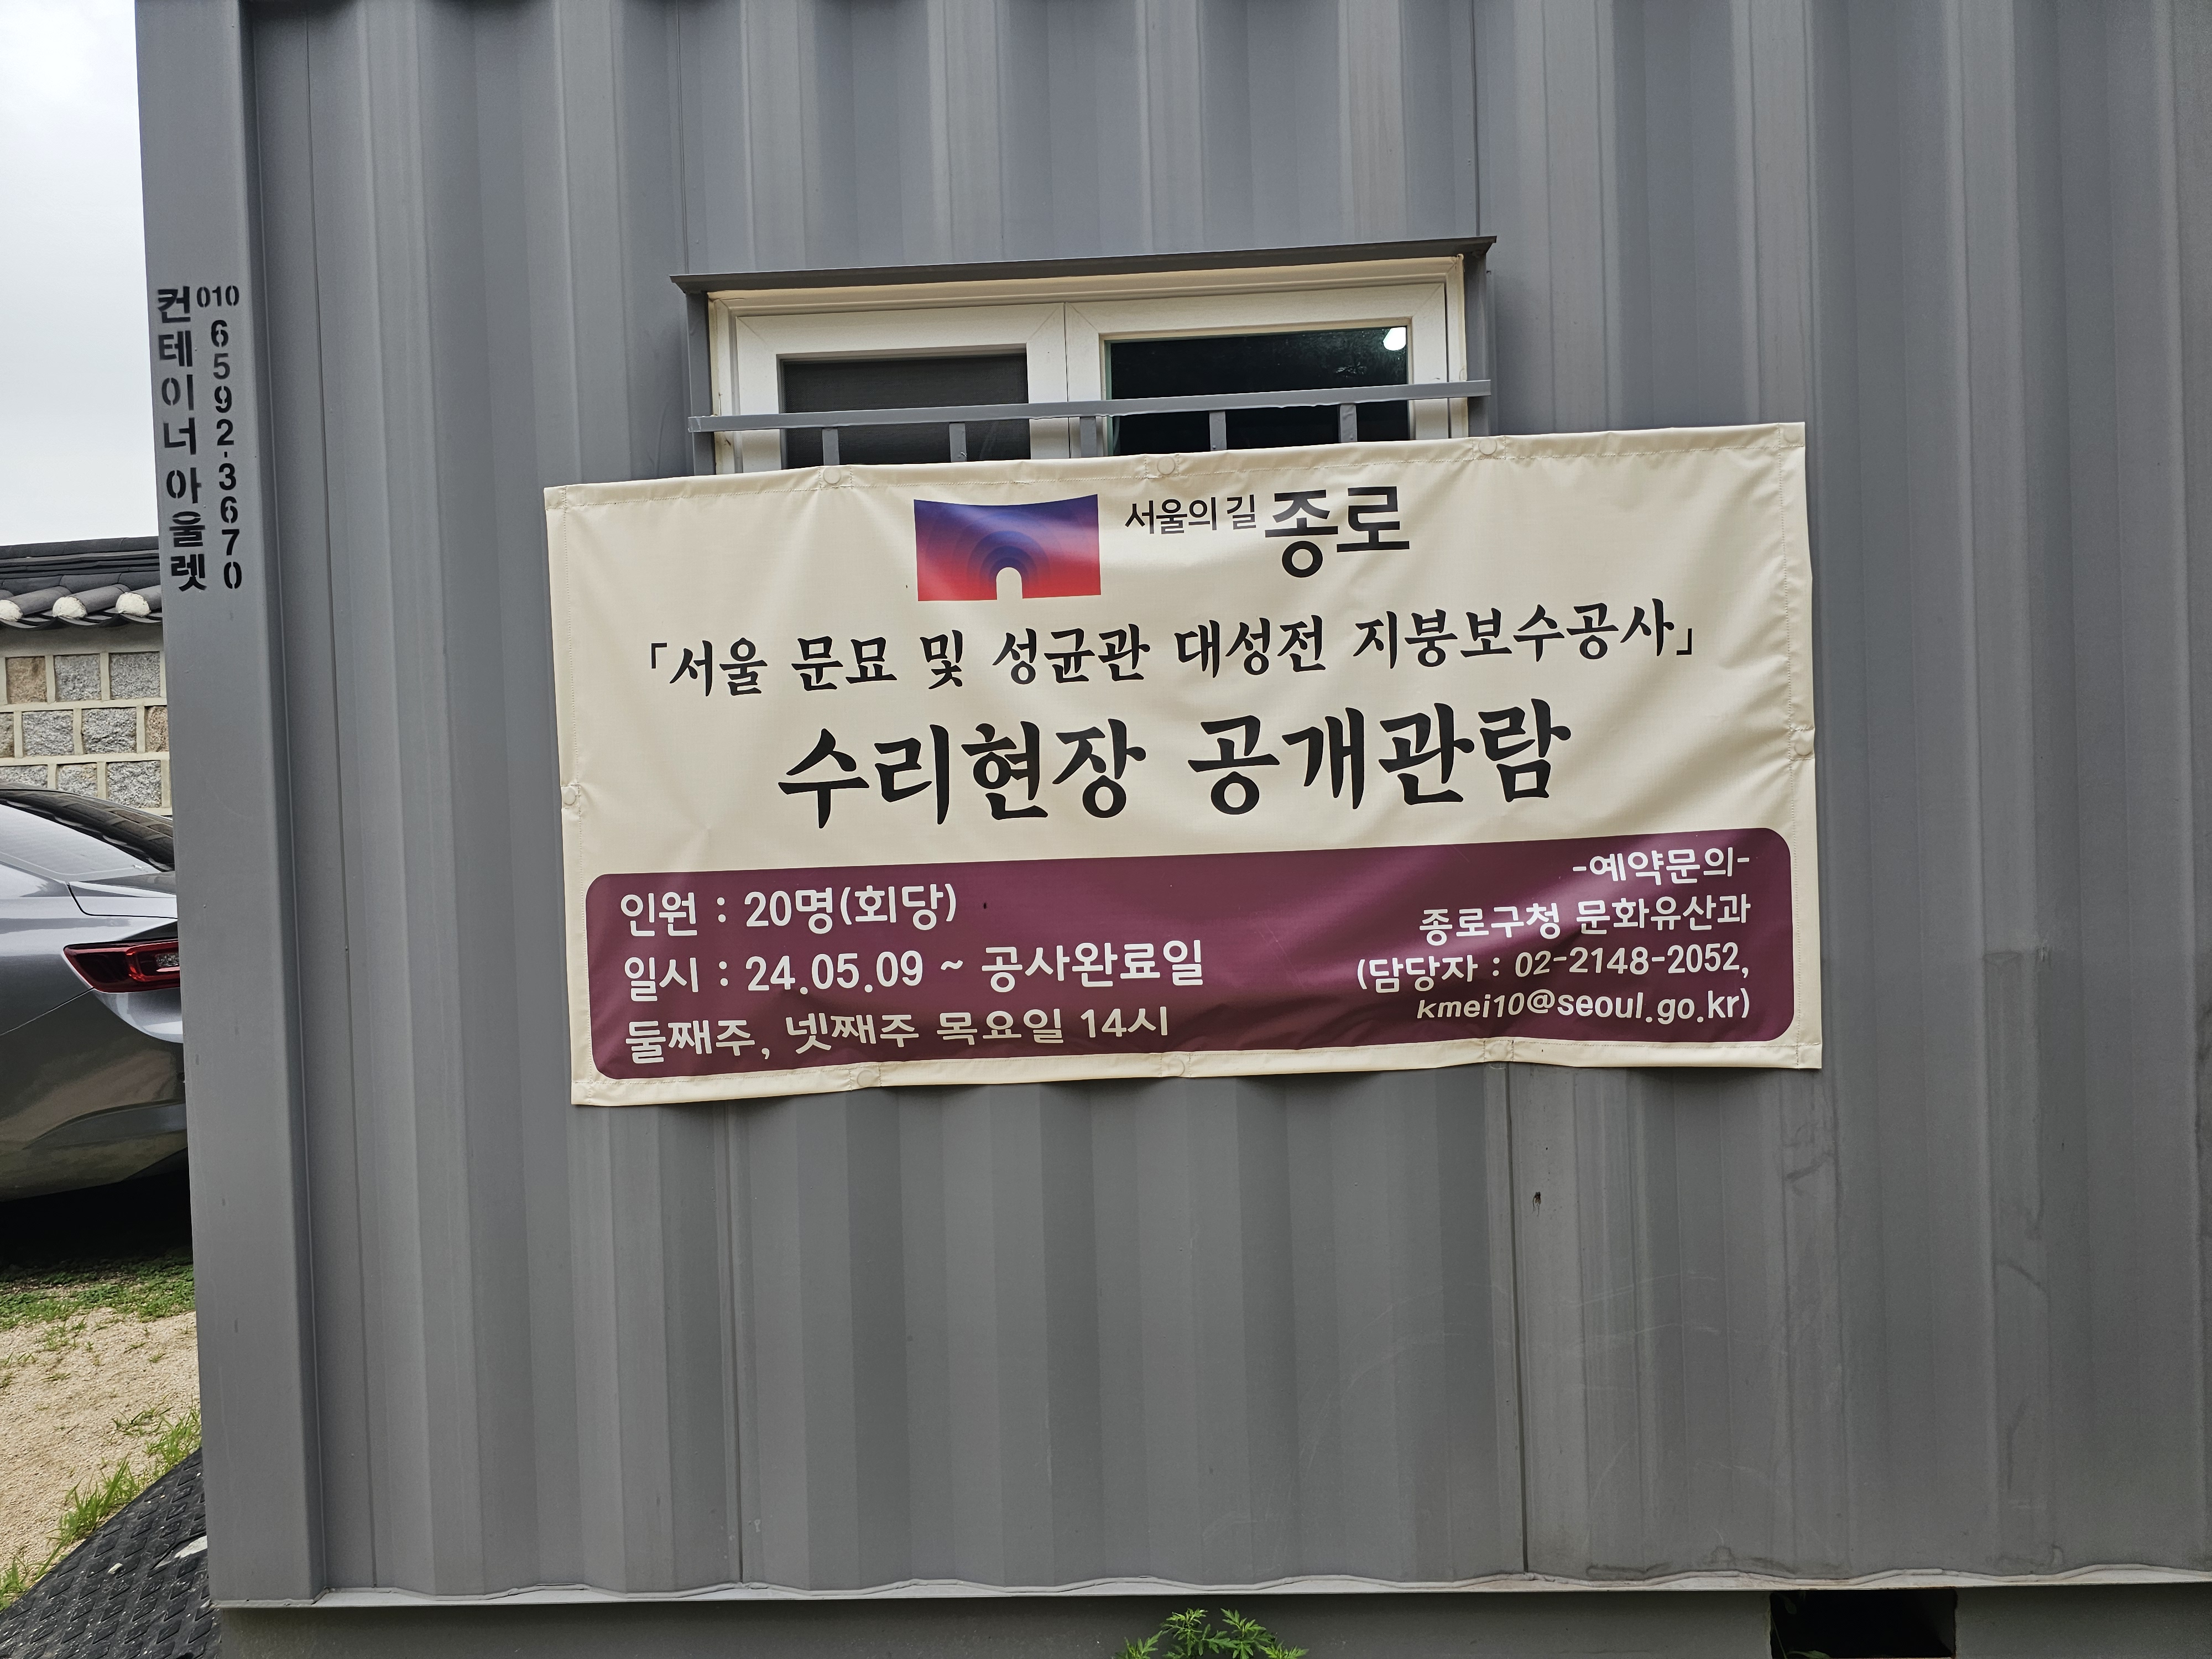 컨테이너 아울렛
010 6592-3670
서울의 길 종로
「서울 문묘 및 성균관 대성전 지붕보수공사」
수리현장 공개관람
인원 : 20명(회당)
일시 : 24.05.09 ~ 공사완료일
둘째주, 넷째주 목요일 14시
-예약문의-
종로구청 문화유산과
(담당자 : 02-2148-2052,
kmei10@seoul.go.kr)